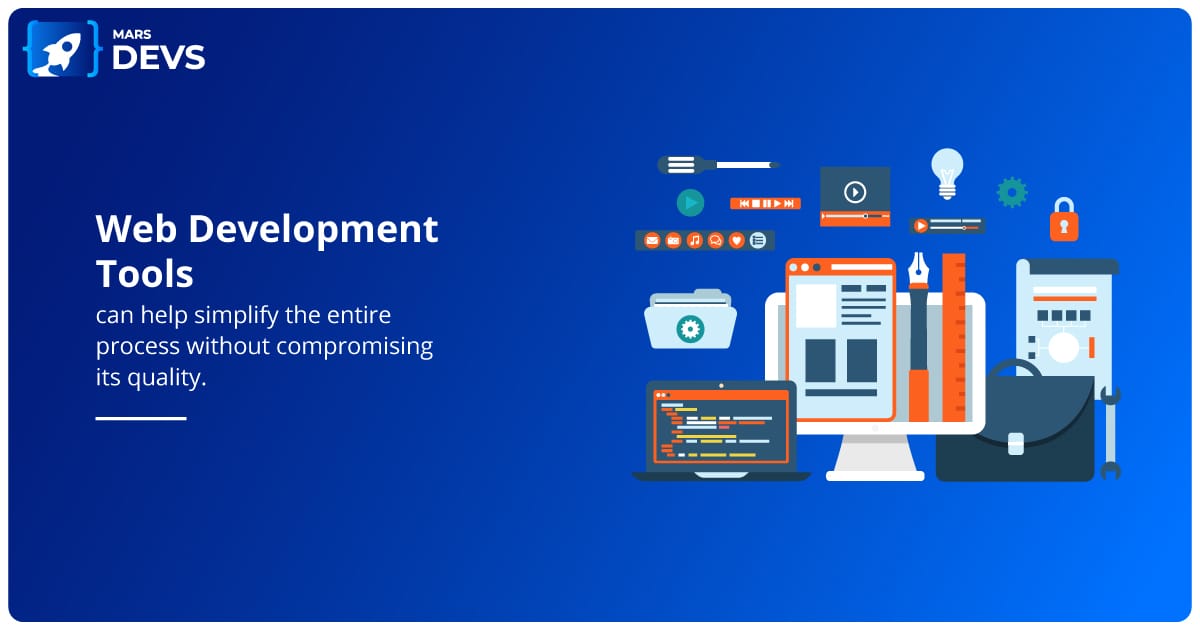 MARS
DEVS
Web Development
Tools
can help simplify the entire
process without compromising
its quality.